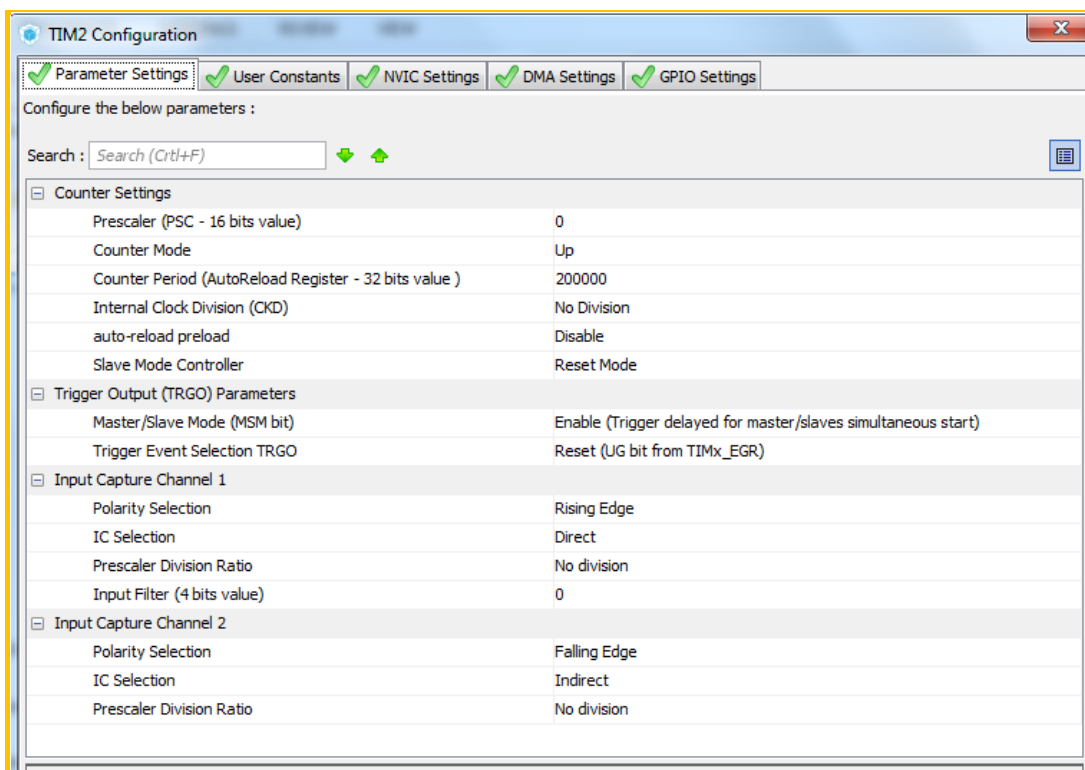 TIM2 Configuration
Parameter Settings User Constants NVIC Settings DMA Settings GPIO Settings
Configure the below parameters :
Search : Search (Crtl+F)
Counter Settings
Prescaler (PSC - 16 bits value) 0
Counter Mode Up
Counter Period (AutoReload Register - 32 bits value ) 200000
Internal Clock Division (CKD) No Division
auto-reload preload Disable
Slave Mode Controller Reset Mode
Trigger Output (TRGO) Parameters
Master/Slave Mode (MSM bit) Enable (Trigger delayed for master/slaves simultaneous start)
Trigger Event Selection TRGO Reset (UG bit from TIMx_EGR)
Input Capture Channel 1
Polarity Selection Rising Edge
IC Selection Direct
Prescaler Division Ratio No division
Input Filter (4 bits value) 0
Input Capture Channel 2
Polarity Selection Falling Edge
IC Selection Indirect
Prescaler Division Ratio No division